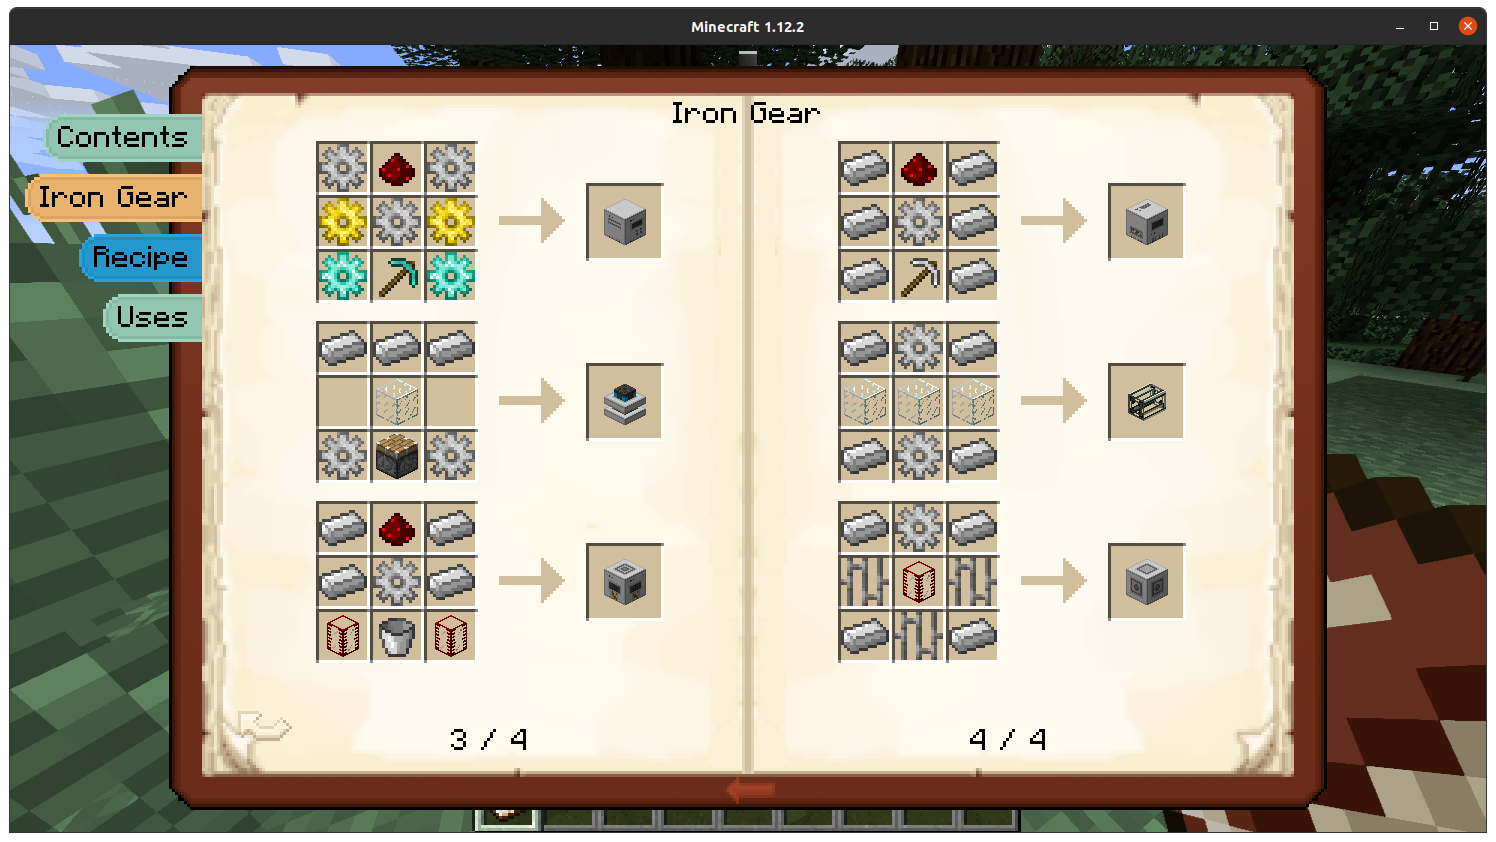 Minecraft 1.12.2
Iron Gear
Contents
Iron Gear
Recipe
Uses
3 / 4
4 / 4